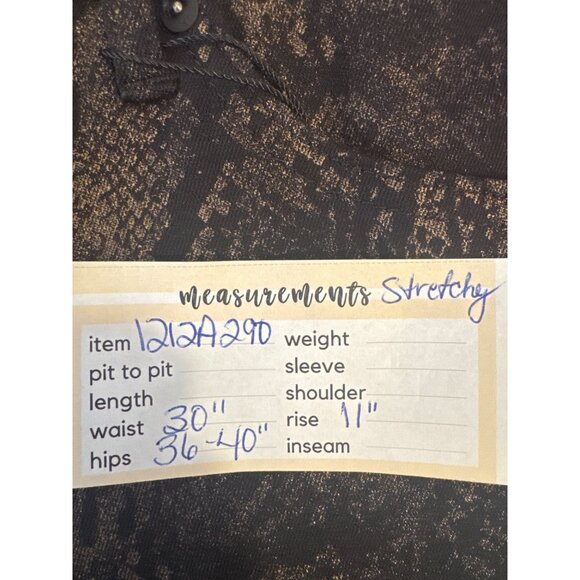 measurements Stretchy
item 1212A290 weight
pit to pit sleeve
length shoulder
waist 30" rise 11"
hips 36-40" inseam